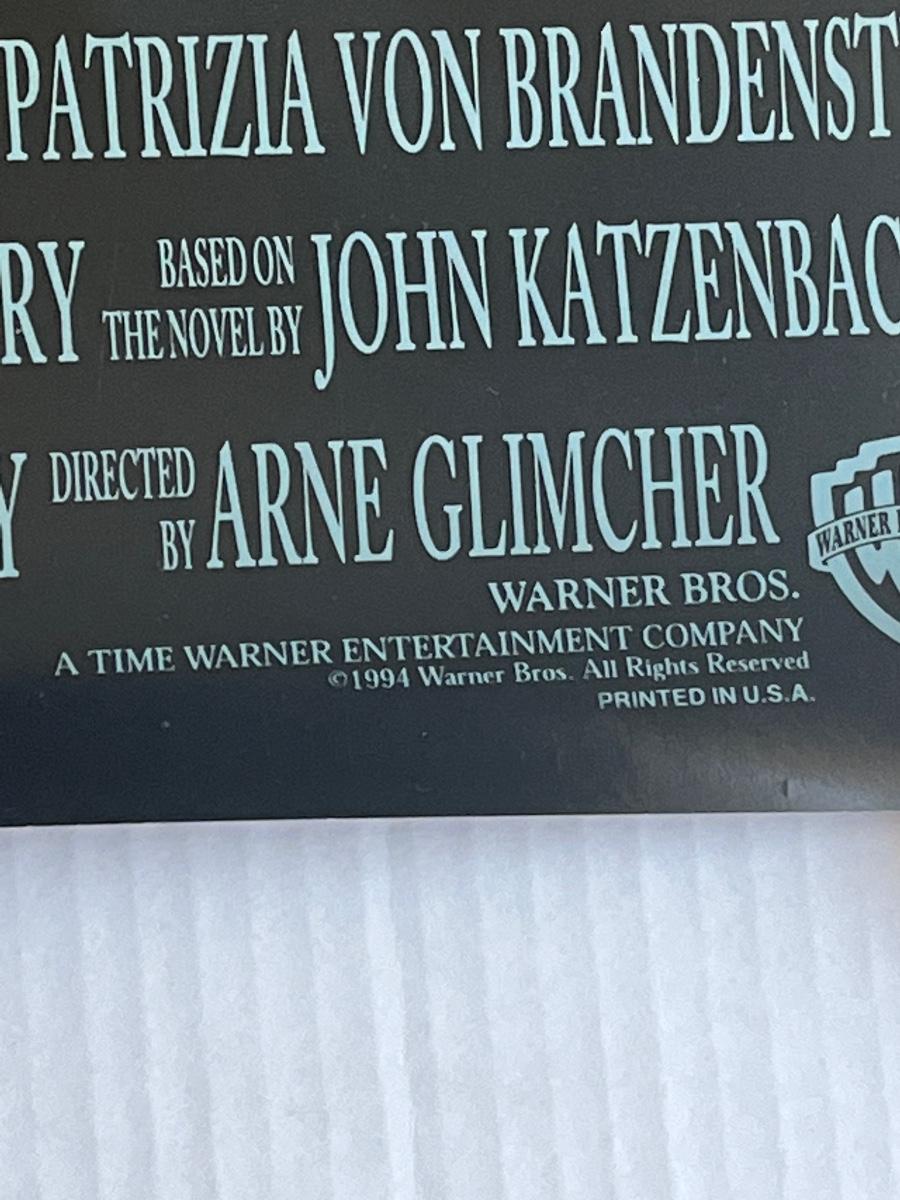 PATRIZIA VON BRANDENST
RY BASED ON THE NOVEL BY JOHN KATZENBAC
Y DIRECTED BY ARNE GLIMCHER
WARNER BROS.
WARNER
A TIME WARNER ENTERTAINMENT COMPANY
©1994 Warner Bros. All Rights Reserved
PRINTED IN U.S.A.